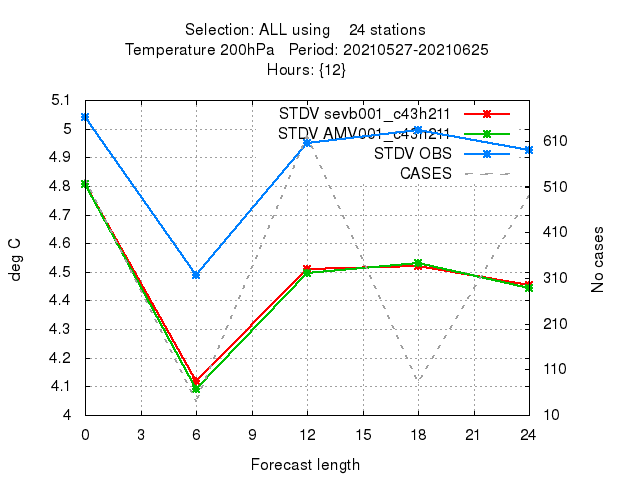 Selection: ALL using 24 stations
Temperature 200hPa Period: 20210527-20210625
Hours: {12}
STDV sevb001_c43h211
STDV AMV001_c43h211
STDV OBS
CASES
5.1
5
4.9
4.8
4.7
4.6
4.5
4.4
4.3
4.2
4.1
4
deg C
610
510
410
310
210
110
10
No cases
0 3 6 9 12 15 18 21 24
Forecast length